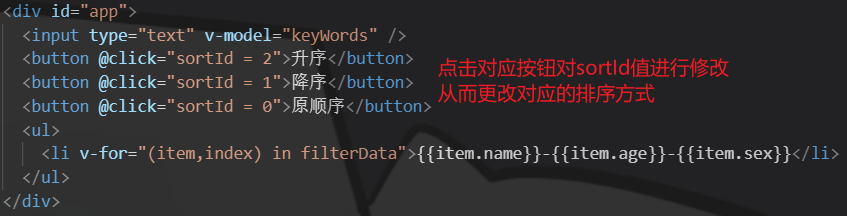 <div id="app">
<input type="text" v-model="keyWords" />
<button @click="sortId = 2">升序</button>
<button @click="sortId = 1">降序</button>
<button @click="sortId = 0">原顺序</button>
点击对应按钮对sortId值进行修改
从而更改对应的排序方式
<ul>
<li v-for="(item,index) in filterData">{{item.name}}-{{item.age}}-{{item.sex}}</li>
</ul>
</div>